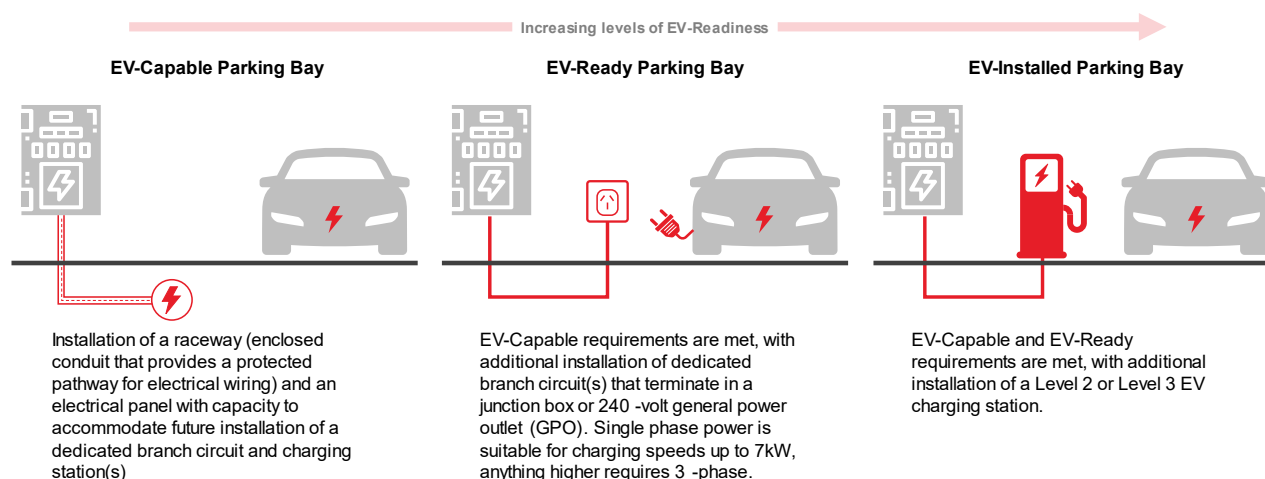 Increasing levels of EV-Readiness
EV-Capable Parking Bay
EV-Ready Parking Bay
EV-Installed Parking Bay
Installation of a raceway (enclosed
conduit that provides a protected
pathway for electrical wiring) and an
electrical panel with capacity to
accommodate future installation of a
dedicated branch circuit and charging
station(s)
EV-Capable requirements are met, with
additional installation of dedicated
branch circuit(s) that terminate in a
junction box or 240 -volt general power
outlet (GPO). Single phase power is
suitable for charging speeds up to 7kW,
anything higher requires 3 -phase.
EV-Capable and EV-Ready
requirements are met, with additional
installation of a Level 2 or Level 3 EV
charging station.